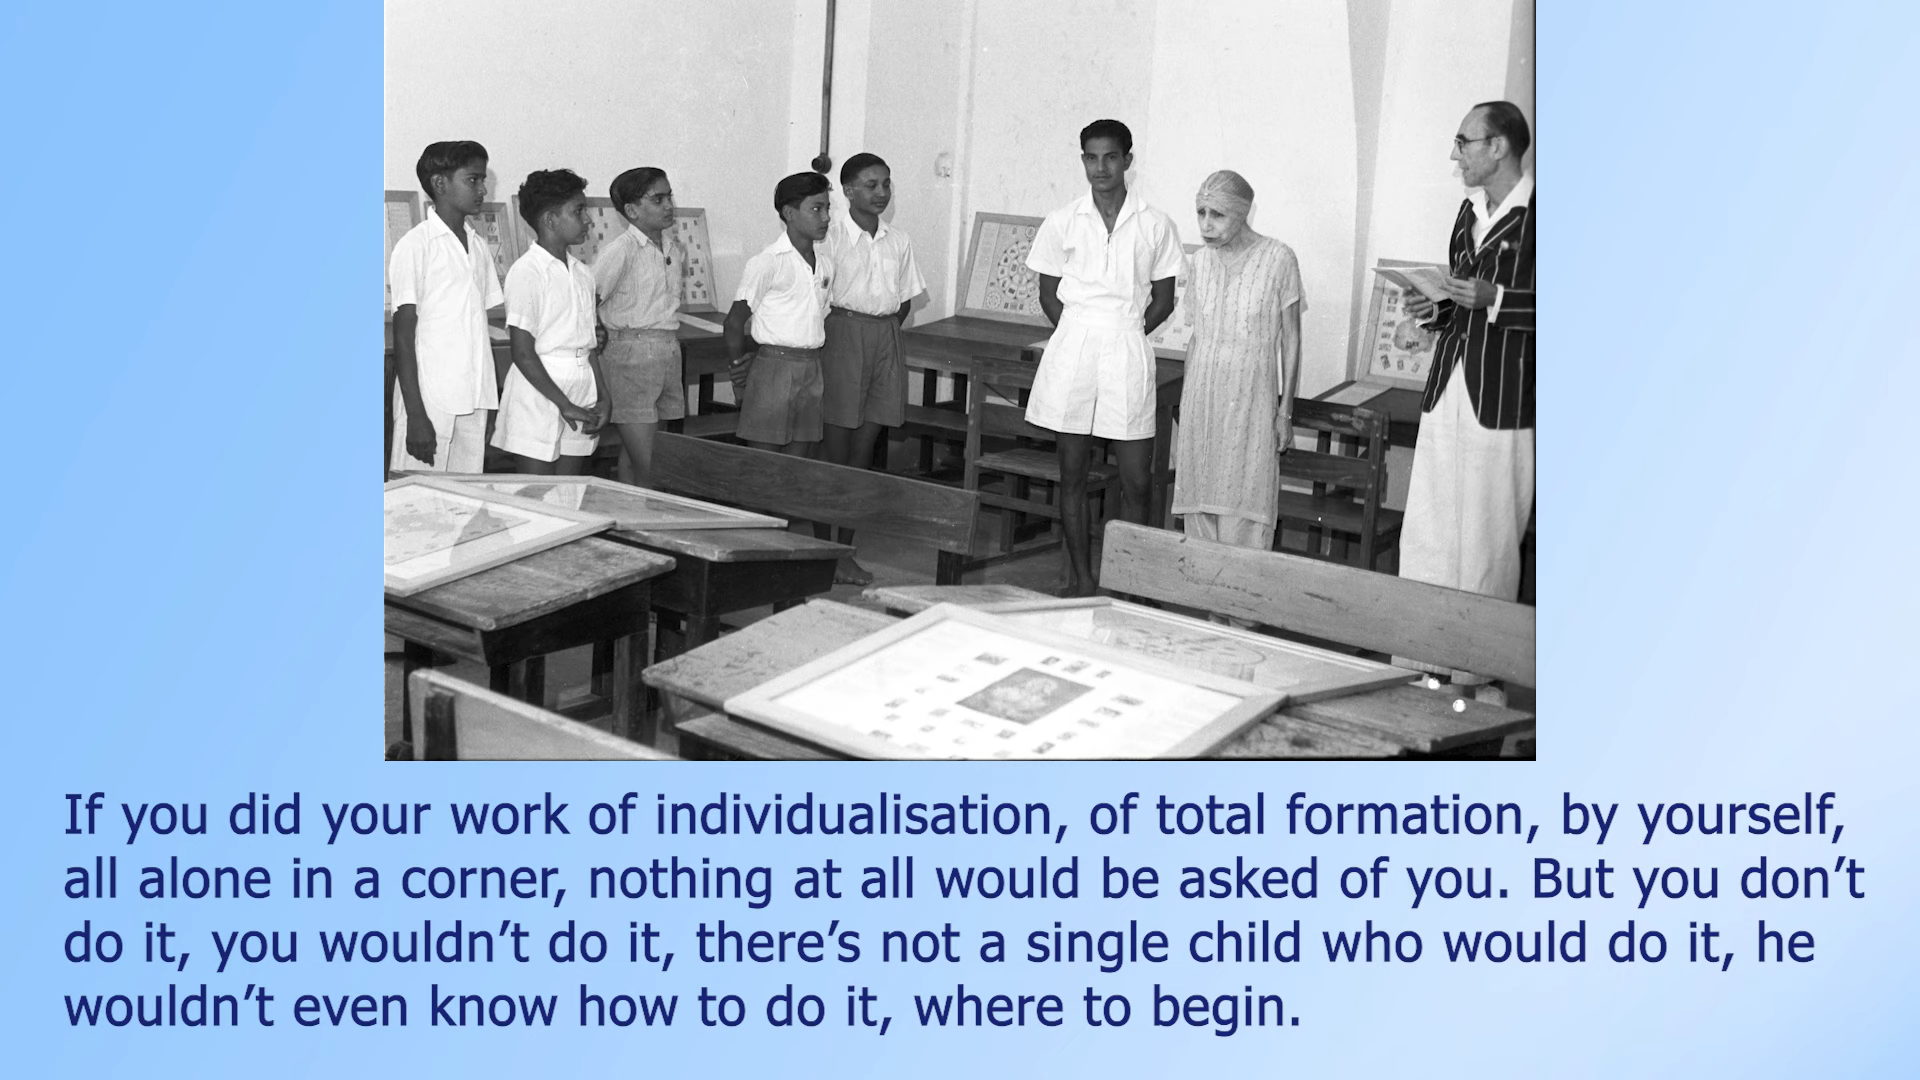 If you did your work of individualisation, of total formation, by yourself,
all alone in a corner, nothing at all would be asked of you. But you don’t
do it, you wouldn’t do it, there’s not a single child who would do it, he
wouldn’t even know how to do it, where to begin.